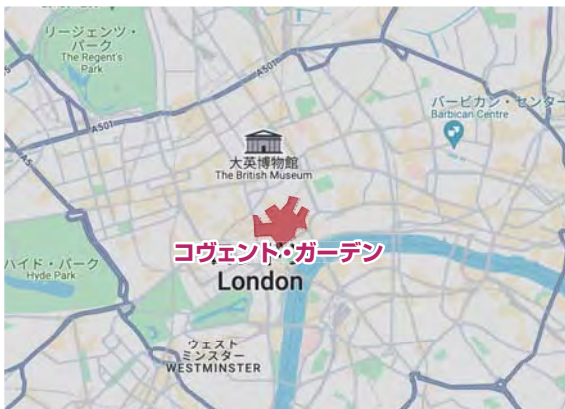 リージェンツ・
パーク
The Regent's
Park
A501
バービカン・センター
Barbican Centre
A501
A5
大英博物館
The British Museum
コヴェント・ガーデン
ハイド・パーク
Hyde Park
London
ウェスト
ミンスター
WESTMINSTER